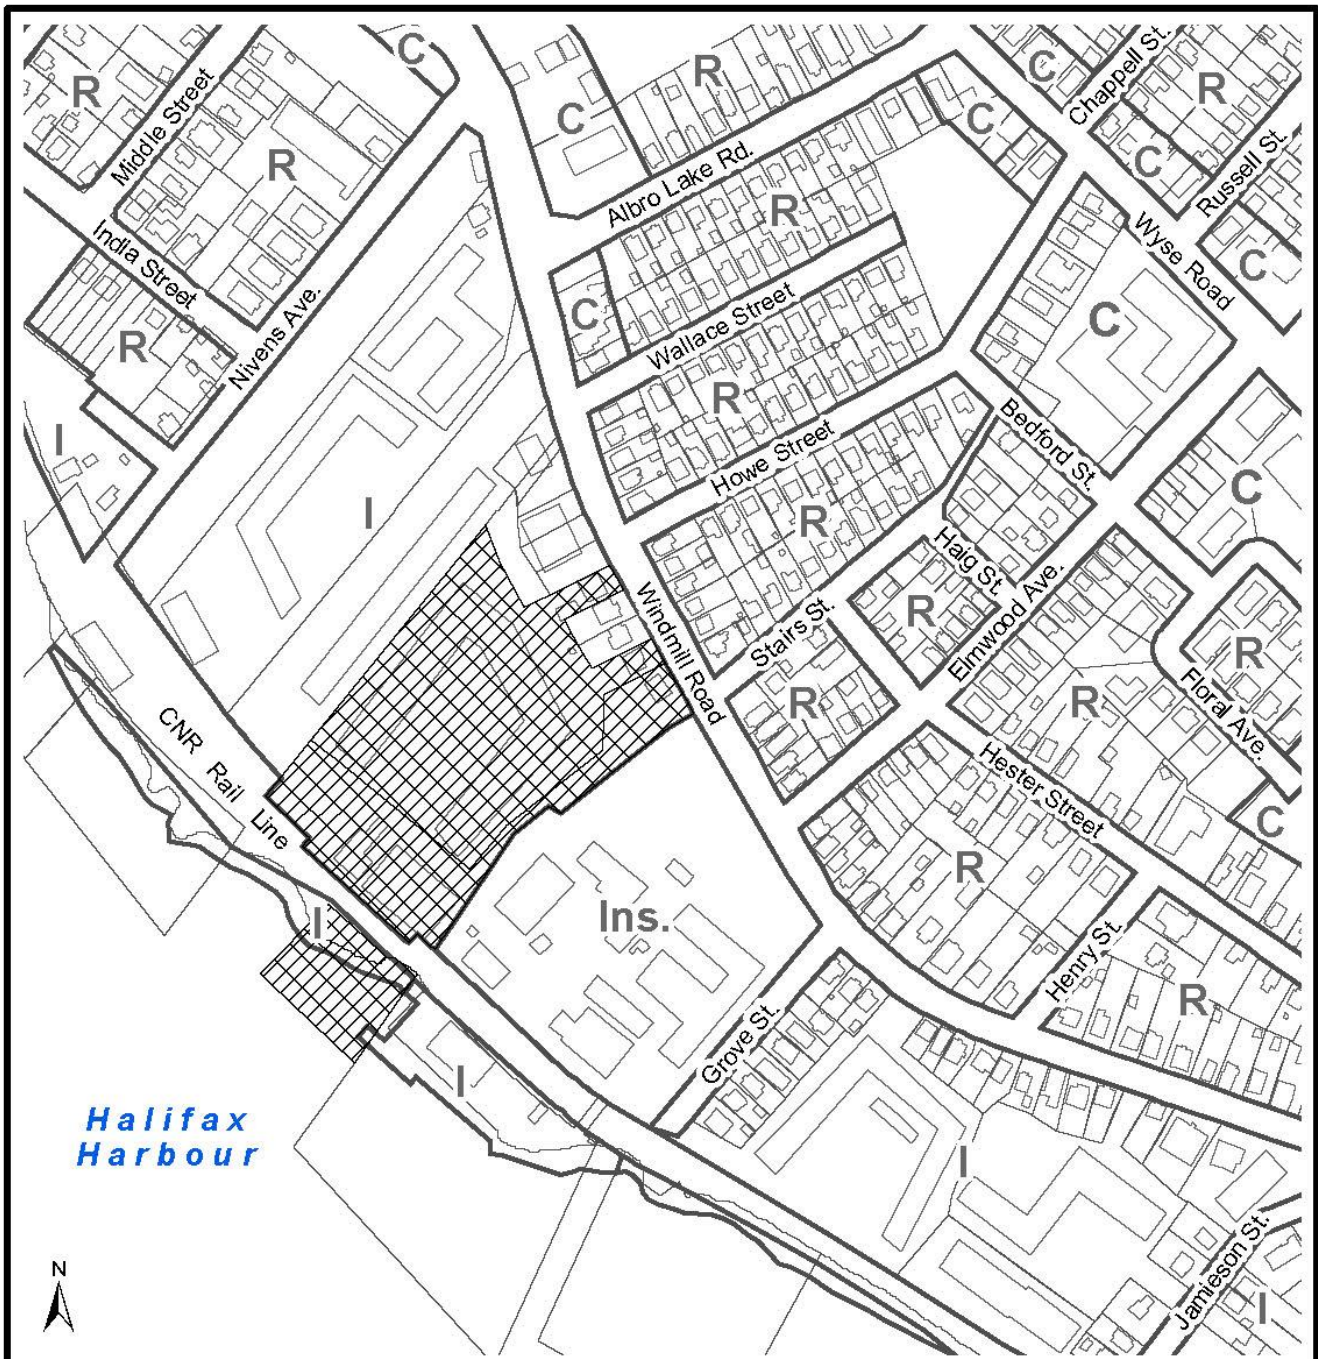 C
R
Middle Street
R
C
R
C
Chappell St.
R
C
C
Russell St.
Albro Lake Rd.
R
Wyse Road
C
India Street
R
Nivens Ave.
C
Wallace Street
C
R
Howe Street
Bedford St.
C
I
I
R
Haig St.
R
Elmwood Ave.
Windmill Road
Stairs St.
R
R
R
Floral Ave.
CNR Rail Line
Hester Street
C
R
I
Ins.
Henry St.
R
Grove St.
I
Halifax
Harbour
I
Jamieson St.
I
N